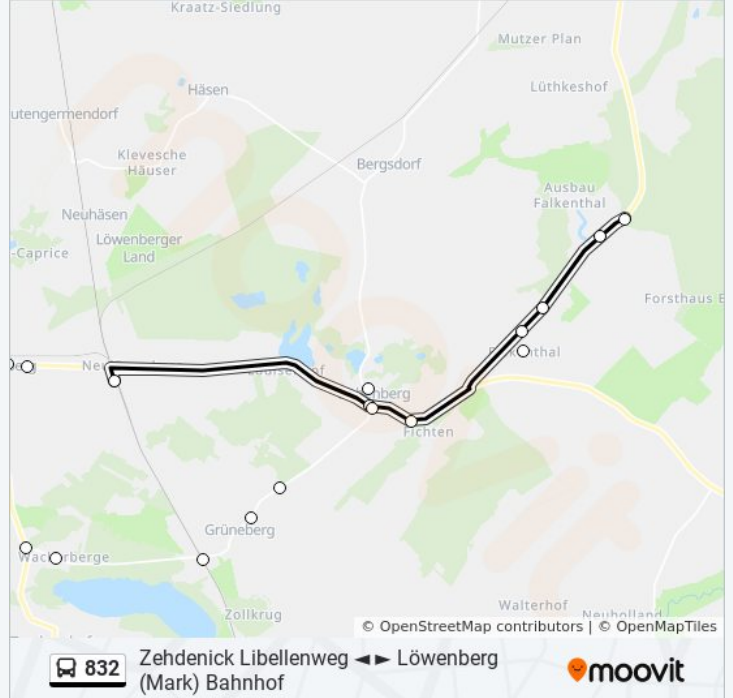 Kraatz-Siedlung
Mutzer Plan
Häsen
Lüthkeshof
utengermendorf
Klevesche
Häuser
Bergsdorf
Ausbau
Falkenthal
Neuhäsen
Löwenberger
Land
-Caprice
Forsthaus E
Fichten
Grüneberg
Zollkrug
Walterhof
Neuholland
© OpenStreetMap contributors | © OpenMapTiles
832
Zehdenick Libellenweg ◄ ► Löwenberg
(Mark) Bahnhof
moovit